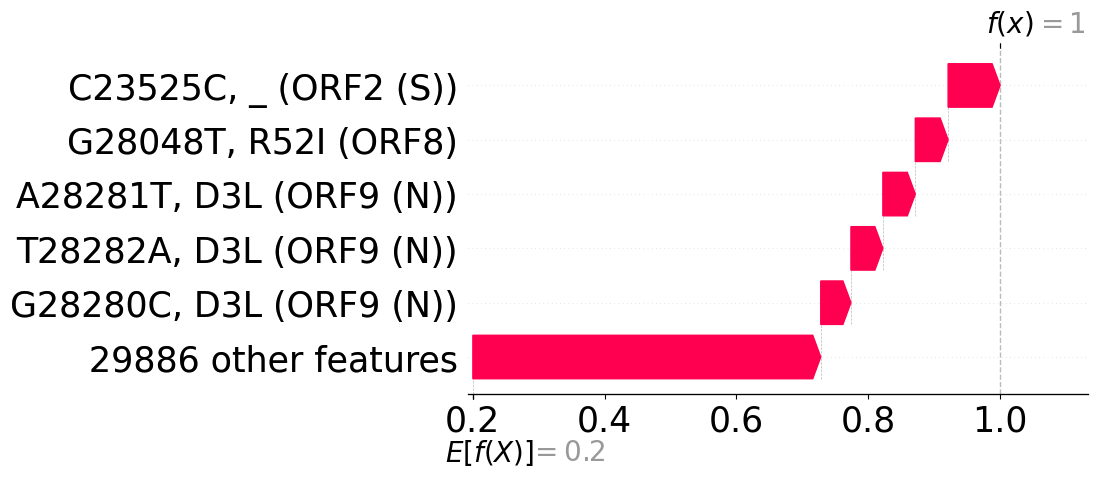 f(x) = 1
C23525C, _ (ORF2 (S))
G28048T, R52I (ORF8)
A28281T, D3L (ORF9 (N))
T28282A, D3L (ORF9 (N))
G28280C, D3L (ORF9 (N))
29886 other features
0.2 0.4 0.6 0.8 1.0
E[f(X)] = 0.2